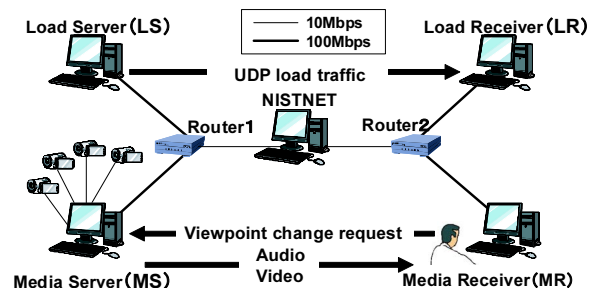 10Mbps
100Mbps
Load Server(LS)
Load Receiver(LR)
UDP load traffic
NISTNET
Router1
Router2
Viewpoint change request
Audio
Video
Media Server(MS)
Media Receiver(MR)